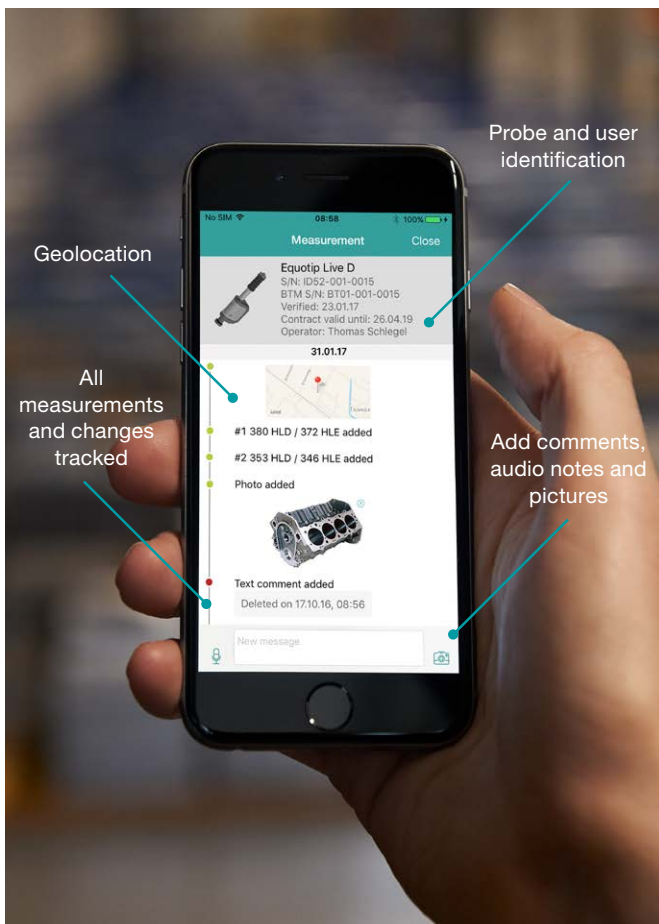 Probe and user
identification
No SIM 08:58 100%
Measurement Close
Geolocation
Equotip Live D
S/N: ID52-001-0015
BTM S/N: BT01-001-0015
Verified: 23.01.17
Contract valid until: 26.04.19
Operator: Thomas Schlegel
31.01.17
All
measurements
and changes
tracked
#1 380 HLD / 372 HLE added
#2 353 HLD / 346 HLE added
Photo added
Add comments,
audio notes and
pictures
Text comment added
Deleted on 17.10.16, 08:56
New message